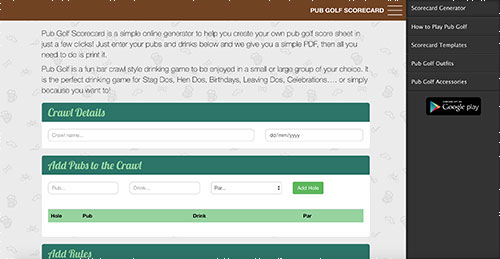 PUB GOLF SCORECARD
Pub Golf Scorecard is a simple online generator to help you create your own pub golf score sheet in
just a few clicks! Just enter your pubs and drinks below and we give you a simple PDF, then all you
need to do is print it.
Pub Golf is a fun bar crawl style drinking game to be enjoyed in a small or large group of your choice. It
is the perfect drinking game for Stag Dos, Hen Dos, Birthdays, Leaving Dos, Celebrations.... or simply
because you want to!
Crawl Details
Crawl name...
dd/mm/yyyy
Add Pubs to the Crawl
Pub...
Drink...
Par...
Add Hole
Hole Pub Drink Par
Add Rules
Scorecard Generator
How to Play Pub Golf
Scorecard Templates
Pub Golf Outfits
Pub Golf Accessories
Google play